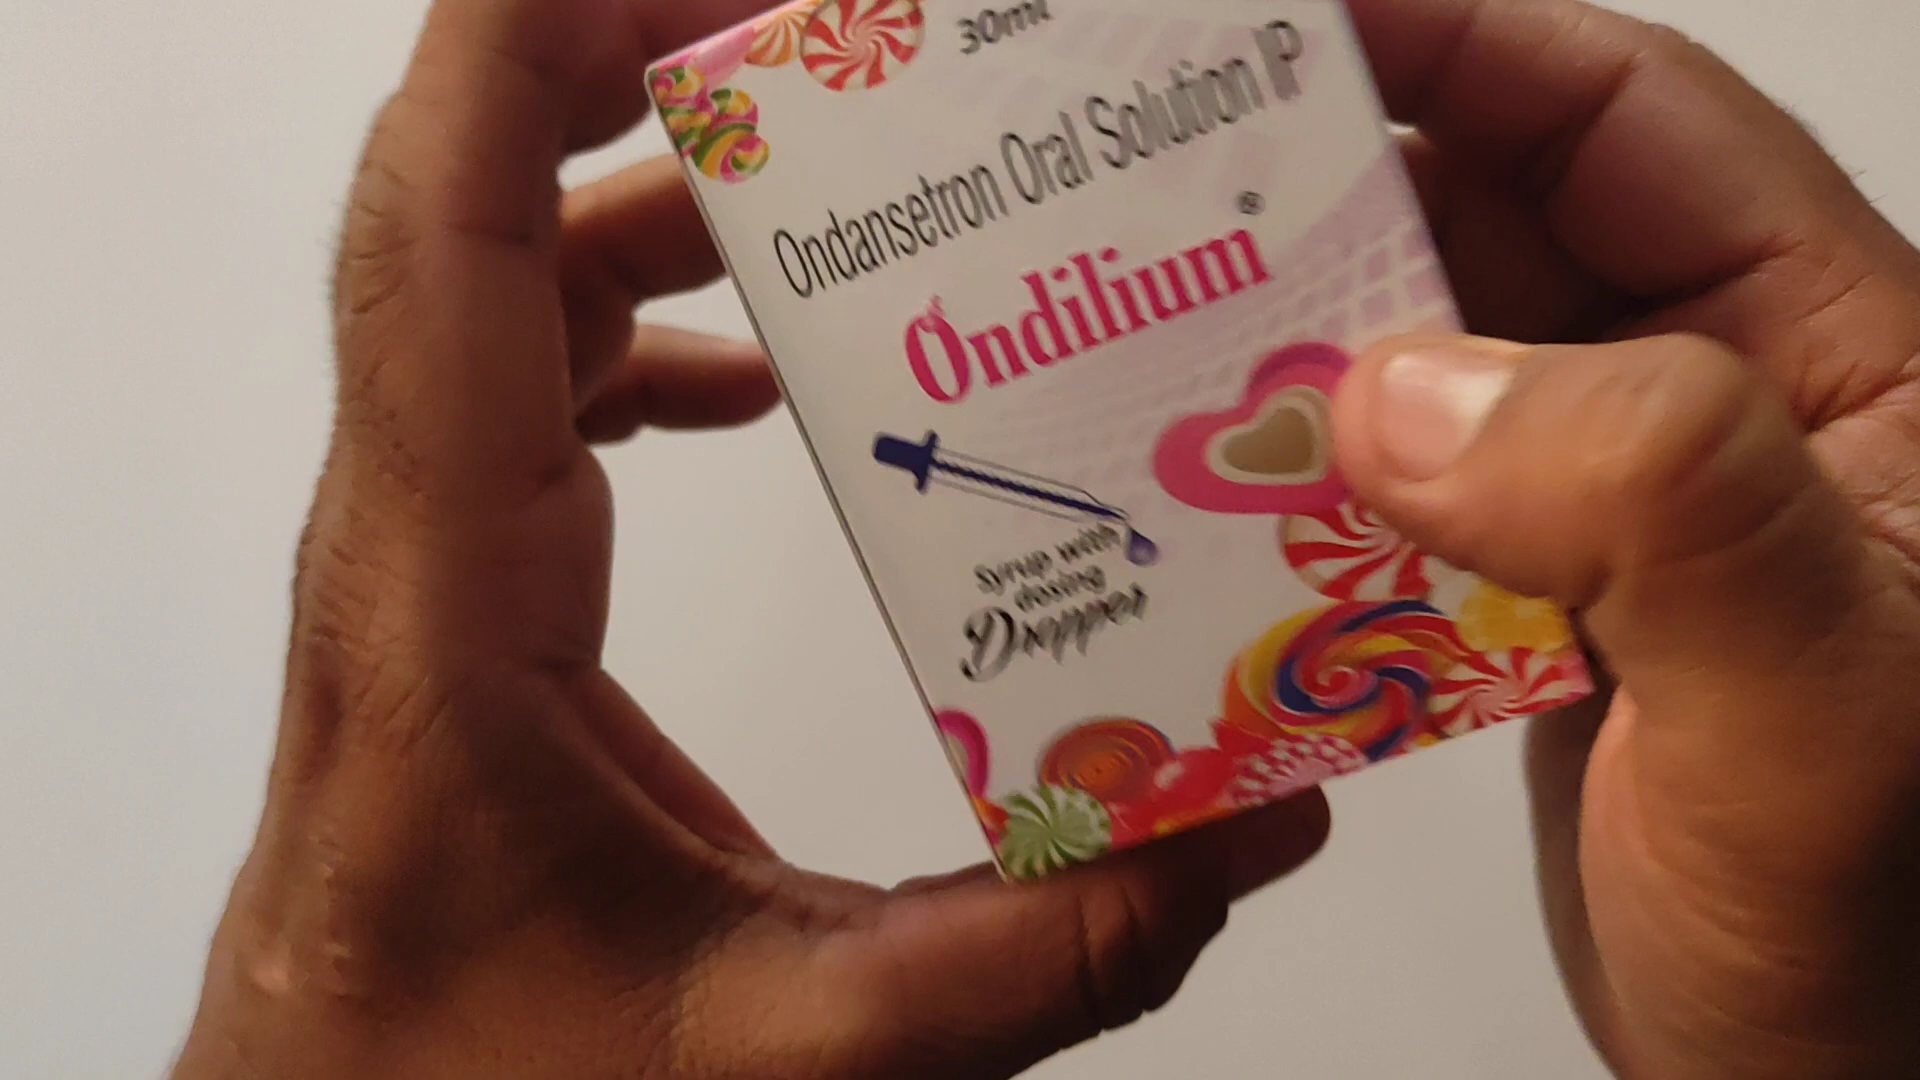 30ml
Ondansetron Oral Solution IP
Ondilium®
Syrup with
dosing
Dropper